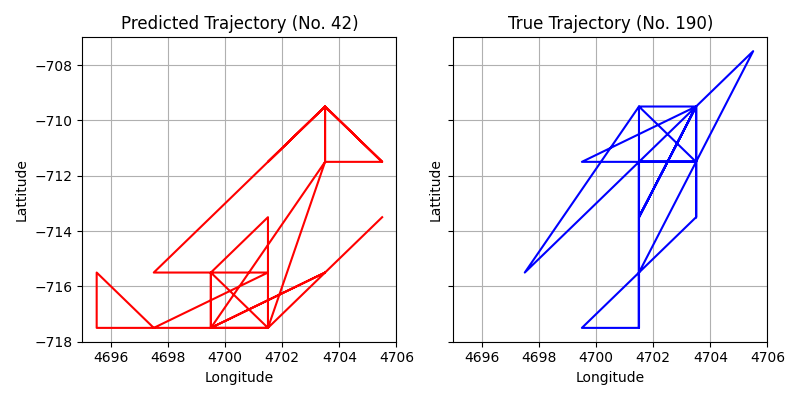 Predicted Trajectory (No. 42)
True Trajectory (No. 190)
Lattitude
−708
−710
−712
−714
−716
−718
4696 4698 4700 4702 4704 4706
Longitude
Lattitude
4696 4698 4700 4702 4704 4706
Longitude